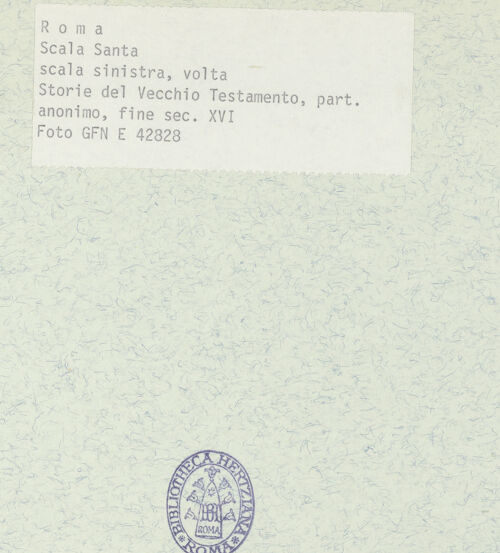 R o m a
Scala Santa
scala sinistra, volta
Storie del Vecchio Testamento, part.
anonimo, fine sec. XVI
Foto GFN E 42828
BIBLIOTHECA HERTZIANA
ROMA
* ROMA *